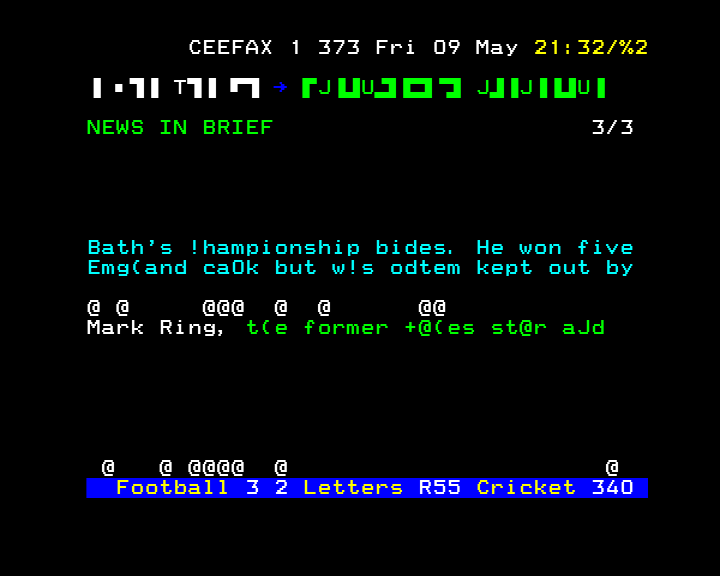 CEEFAX 1 373 Fri 09 May 21:32/%2
NEWS IN BRIEF 3/3
Bath's !hampionship bides. He won five
Emg(and caOk but w!s odtem kept out by
@ @ @@@ @ @ @@
Mark Ring, t(e former +@(es st@r aJd
@ @ @@@@ @ @
Football 3 2 Letters R55 Cricket 340